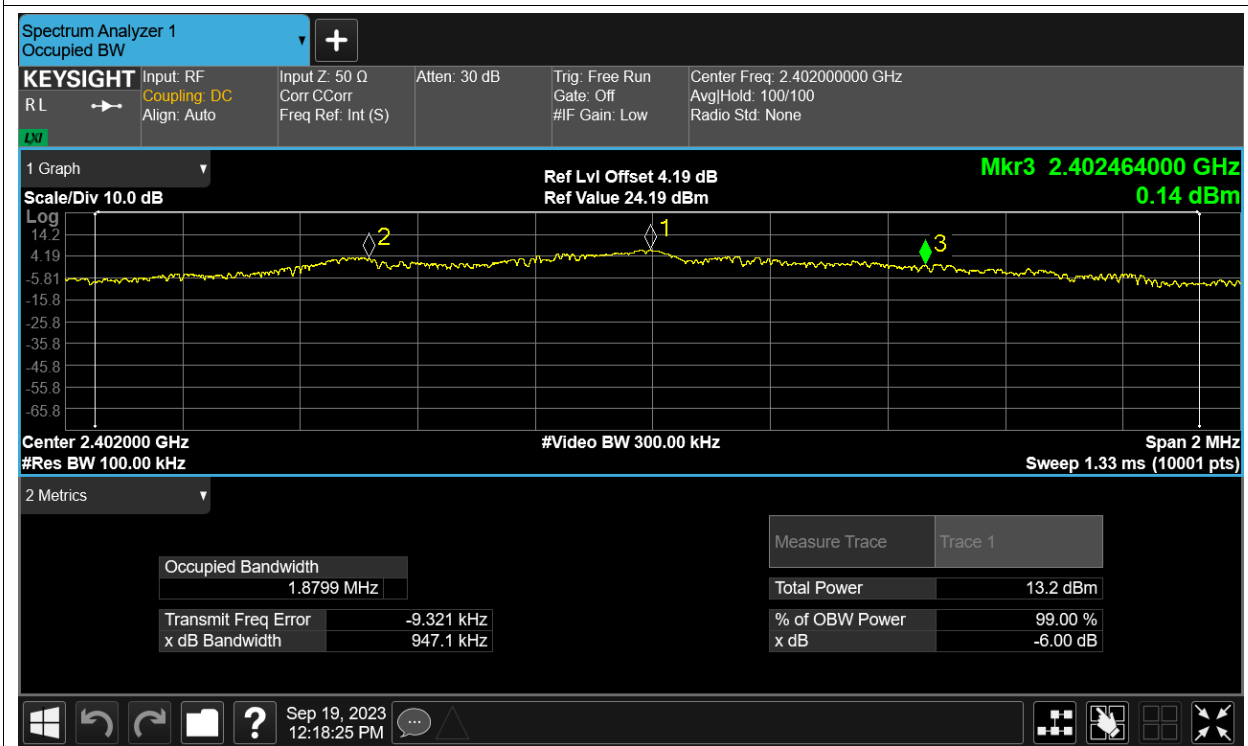 Spectrum Analyzer 1
Occupied BW
▼
+
KEYSIGHT
R L
LXI
Input: RF
Coupling: DC
Align: Auto
Input Z: 50 Ω
Corr CCorr
Freq Ref: Int (S)
Atten: 30 dB
Trig: Free Run
Gate: Off
#IF Gain: Low
Center Freq: 2.402000000 GHz
Avg|Hold: 100/100
Radio Std: None
1 Graph ▼
Scale/Div 10.0 dB
Ref Lvl Offset 4.19 dB
Ref Value 24.19 dBm
Mkr3 2.402464000 GHz
0.14 dBm
Log
14.2
4.19
-5.81
-15.8
-25.8
-35.8
-45.8
-55.8
-65.8
2
1
3
Center 2.402000 GHz
#Res BW 100.00 kHz
#Video BW 300.00 kHz
Span 2 MHz
Sweep 1.33 ms (10001 pts)
2 Metrics ▼
Measure Trace Trace 1
Occupied Bandwidth
1.8799 MHz
Total Power 13.2 dBm
Transmit Freq Error -9.321 kHz
% of OBW Power 99.00 %
x dB Bandwidth 947.1 kHz
x dB -6.00 dB
?
Sep 19, 2023
12:18:25 PM